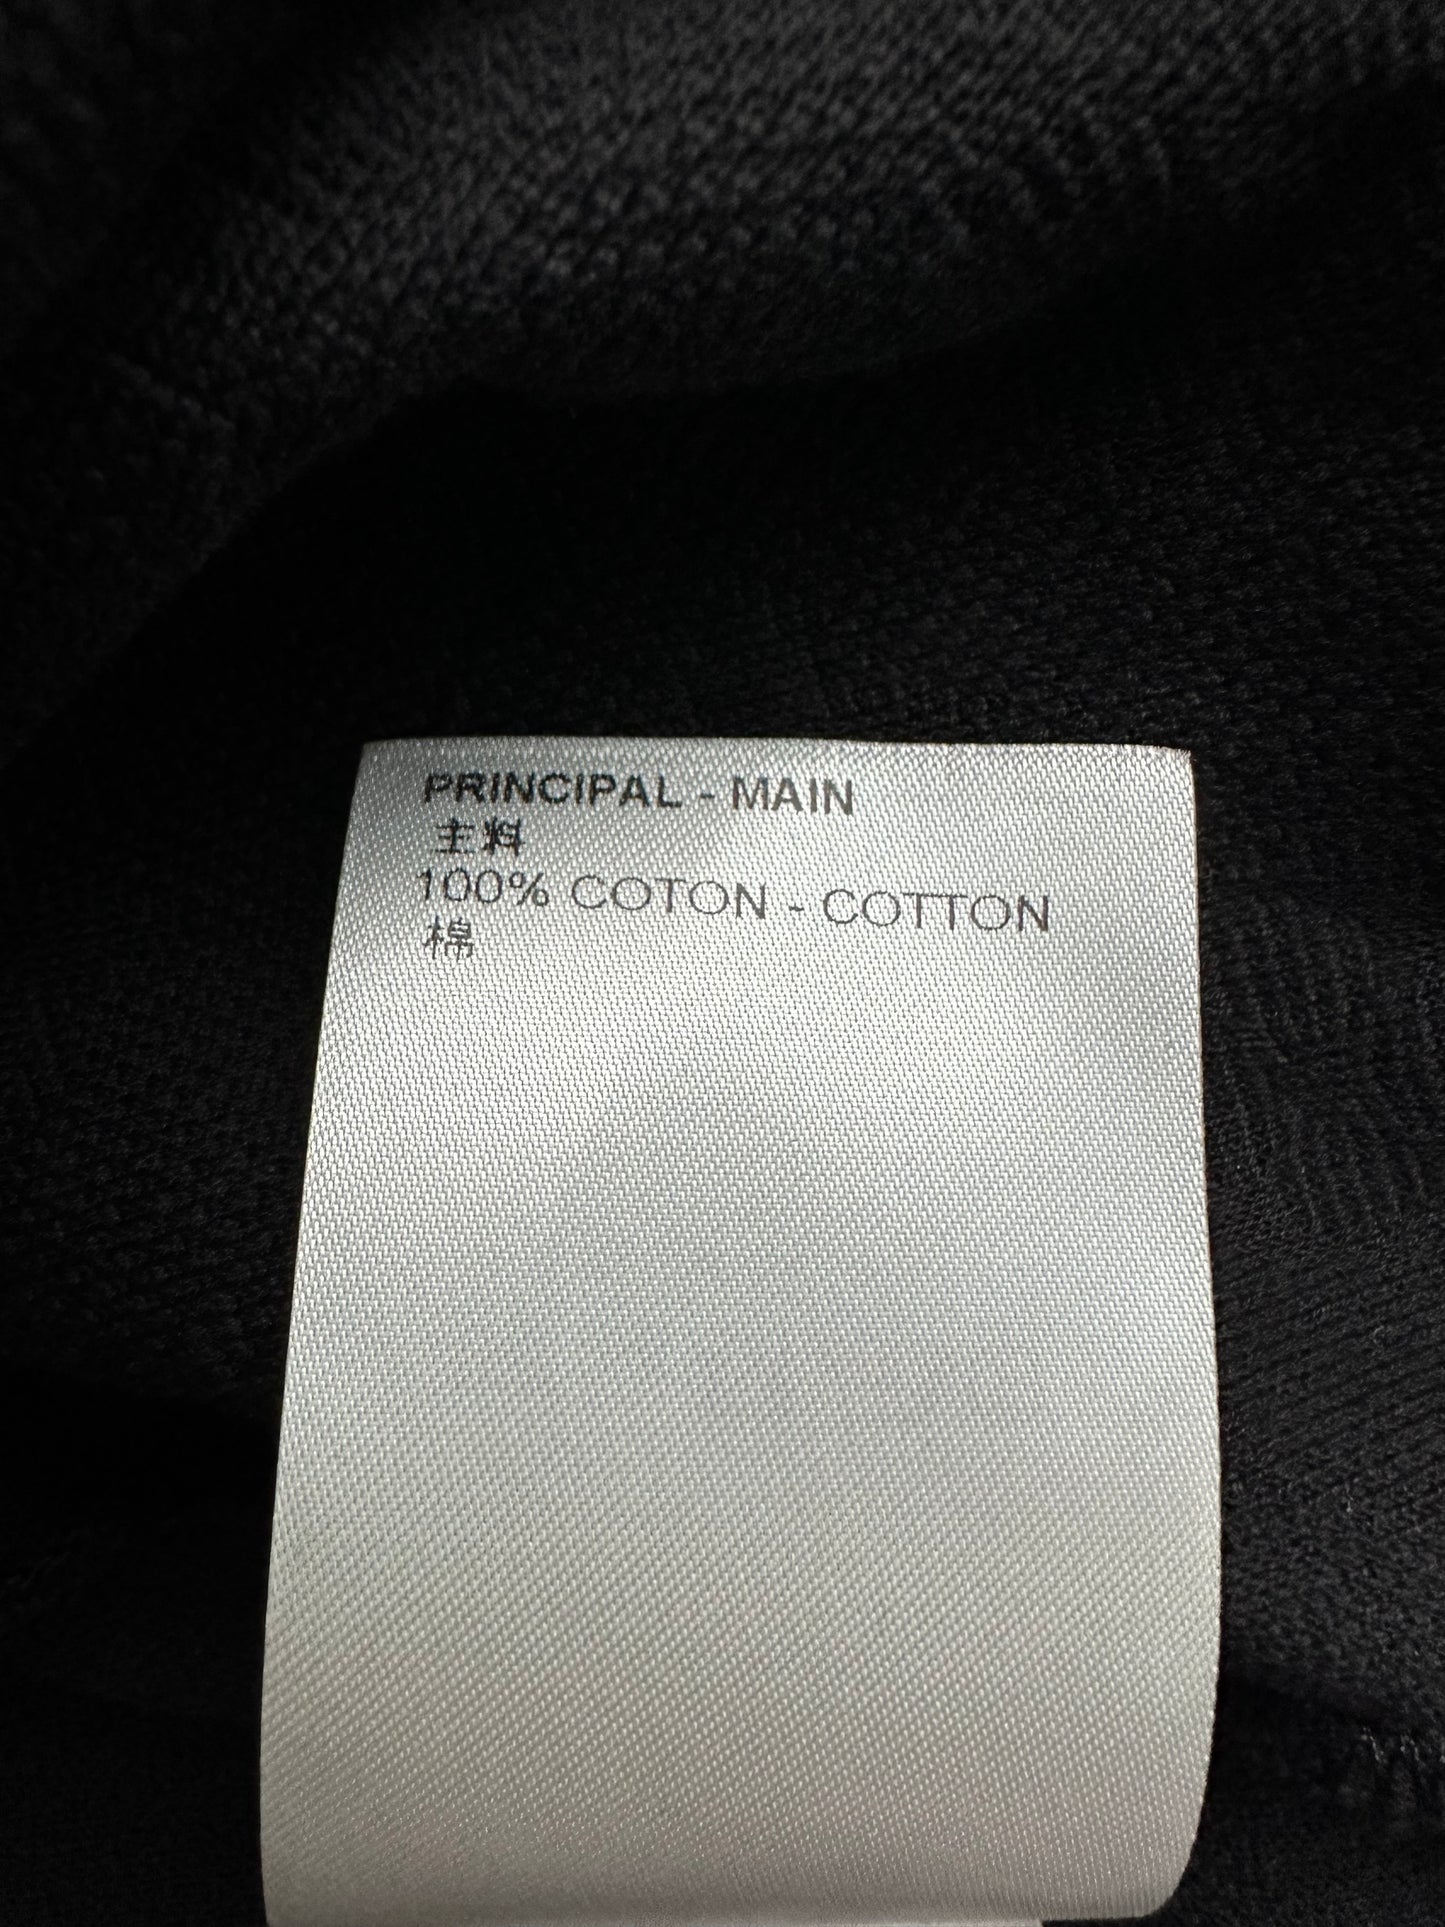 PRINCIPAL - MAIN
主料
100% COTON - COTTON
棉